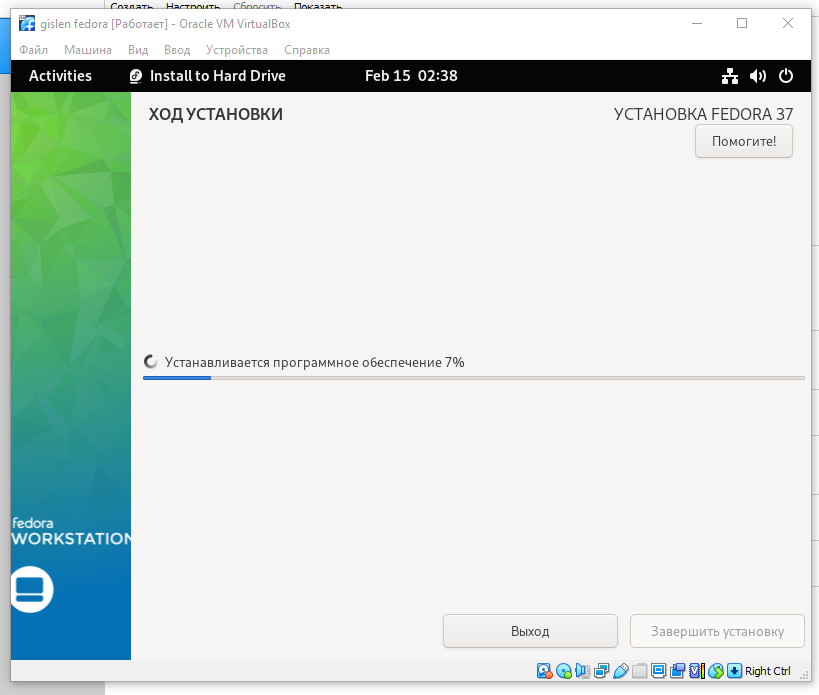 Создать Настроить Сбросить Показать
gislen fedora [Работает] - Oracle VM VirtualBox
Файл Машина Вид Ввод Устройства Справка
Activities Install to Hard Drive Feb 15 02:38
ХОД УСТАНОВКИ УСТАНОВКА FEDORA 37
Помогите!
Устанавливается программное обеспечение 7%
fedora
WORKSTATION
Выход Завершить установку
Right Ctrl